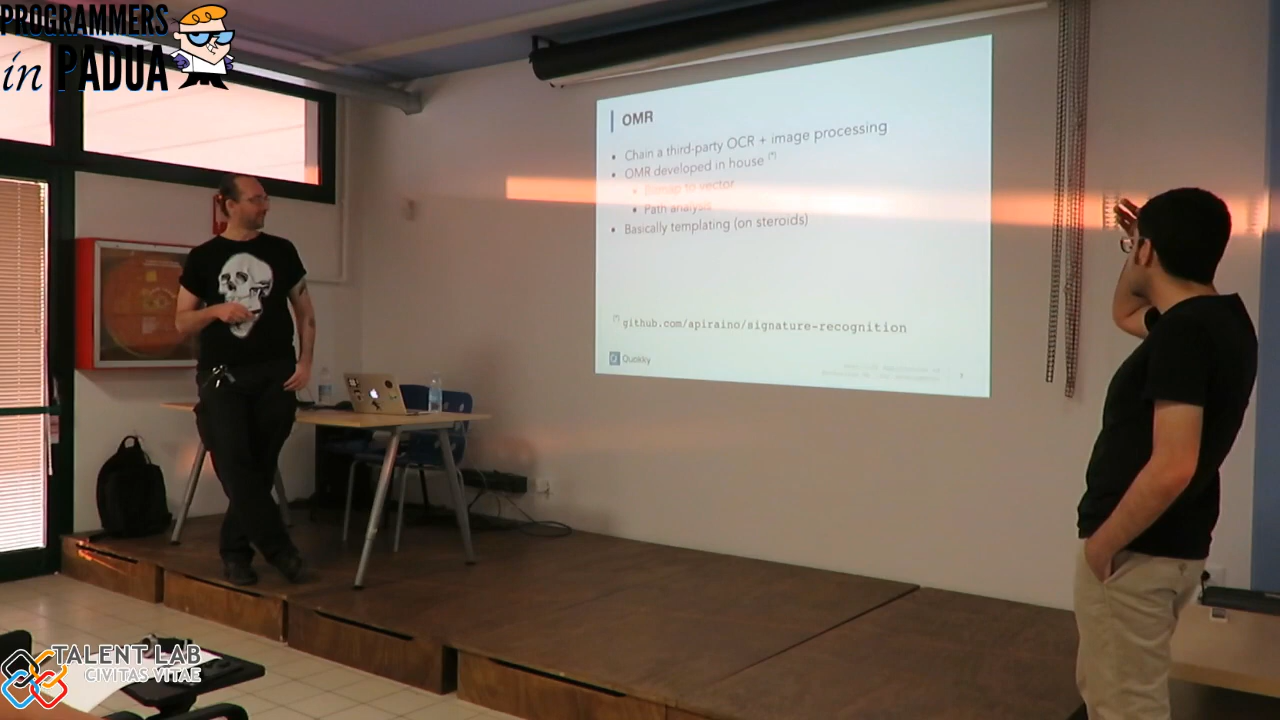 PROGRAMMERS
in PADUA
OMR
• Chain a third-party OCR + image processing
• OMR developed in house (*)
• Bitmap to vector
• Path analysis
• Basically templating (on steroids)
(*) github.com/apiraino/signature-recognition
Quokky
TALENT LAB
CIVITAS VITAE